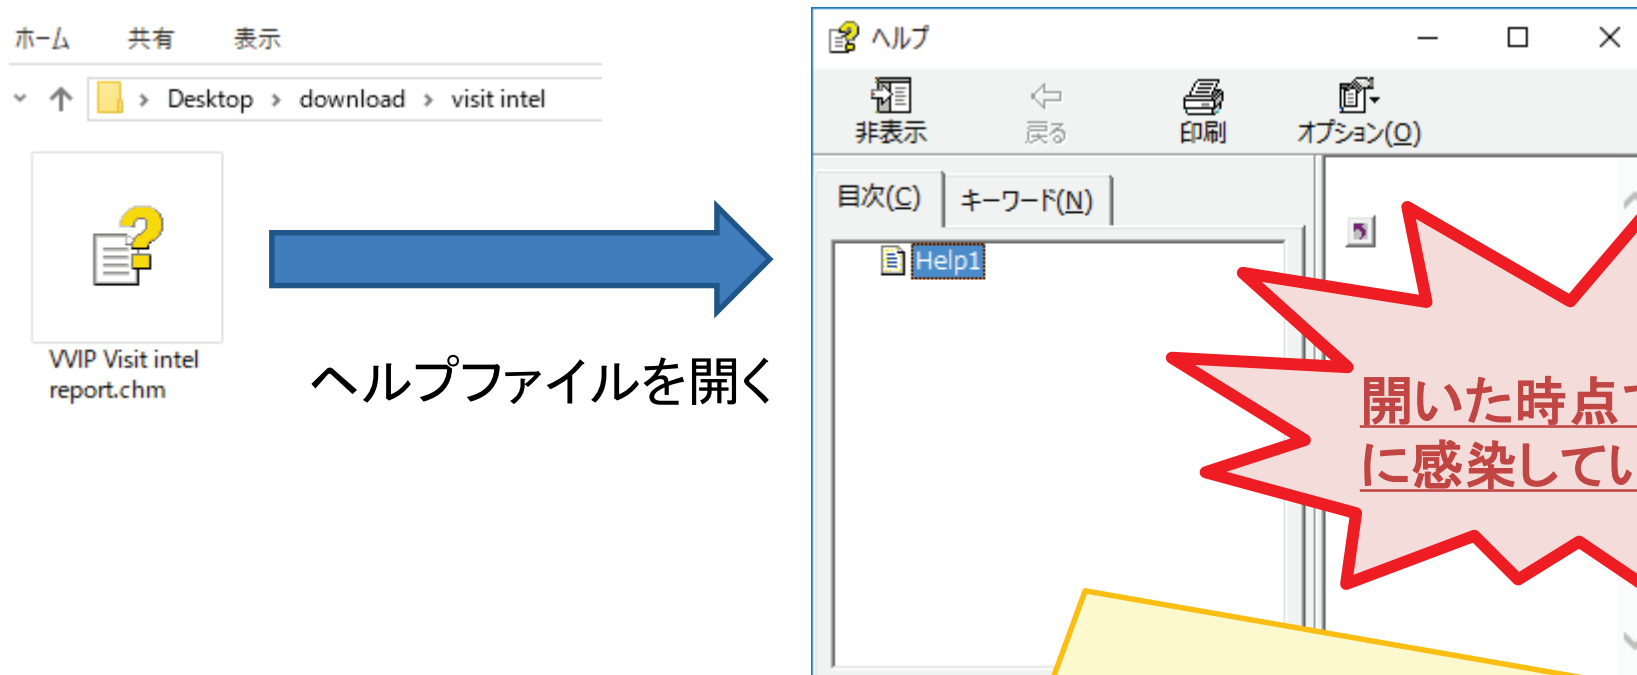 ホーム 共有 表示
Desktop > download > visit intel
VVIP Visit intel
report.chm
ヘルプファイルを開く
ヘルプ
非表示 戻る 印刷 オプション(O)
目次(C) キーワード(N)
Help1
開いた時点で
に感染してい